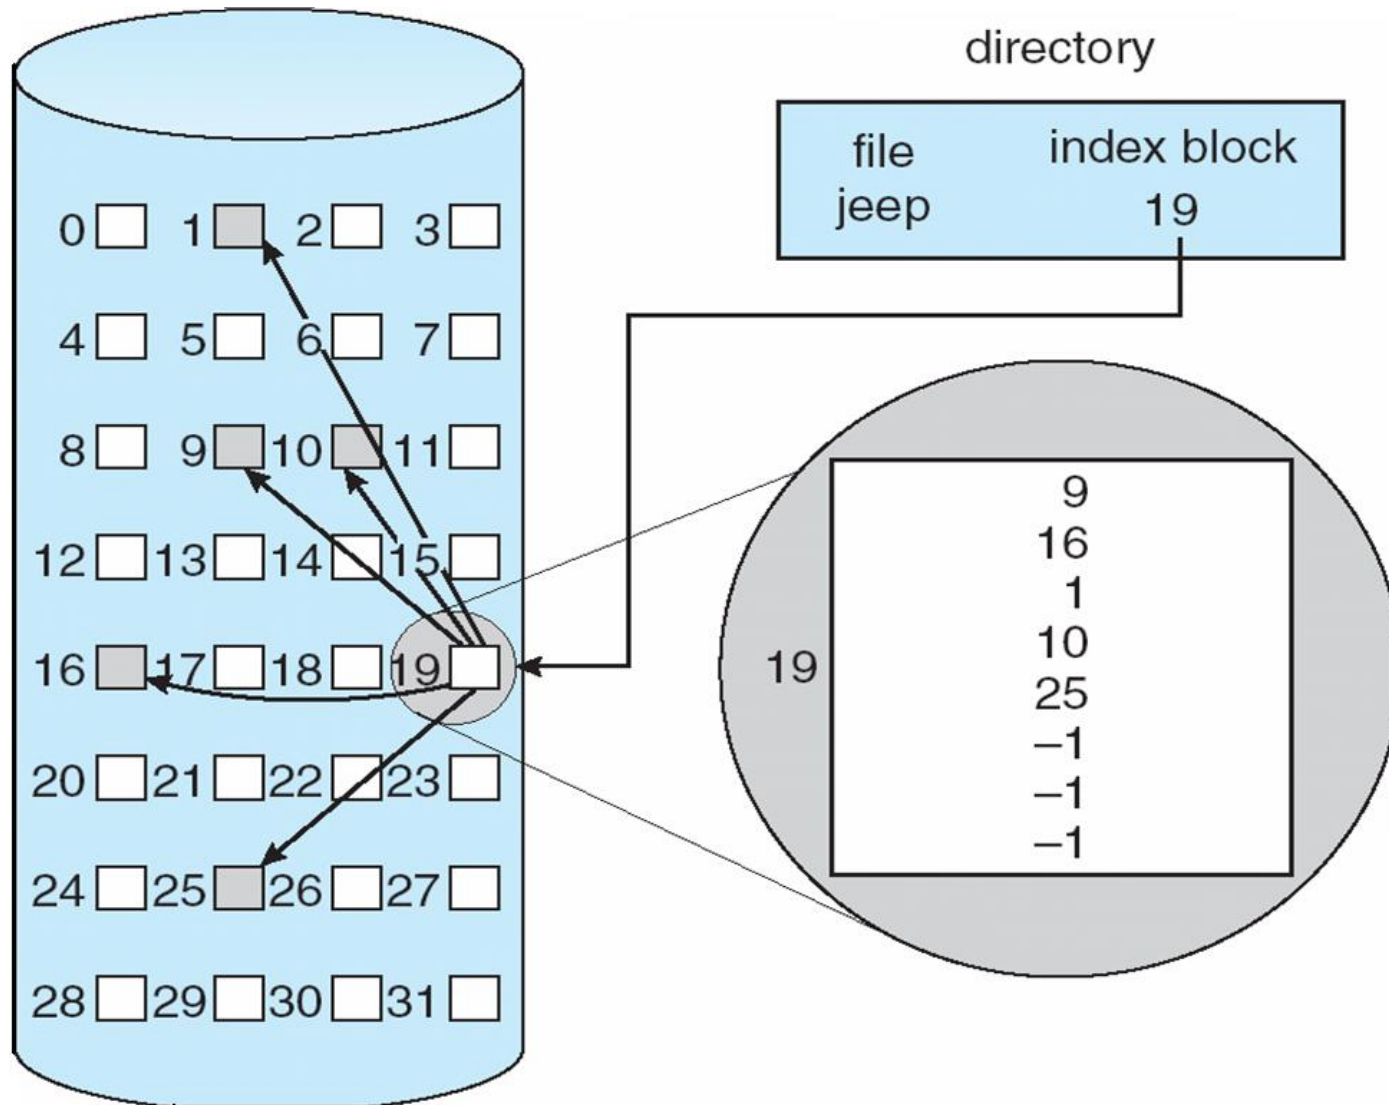 directory
file index block
jeep 19
0 1 2 3
4 5 6 7
8 9 10 11
12 13 14 15
16 17 18 19
20 21 22 23
24 25 26 27
28 29 30 31
19
9
16
1
10
25
–1
–1
–1